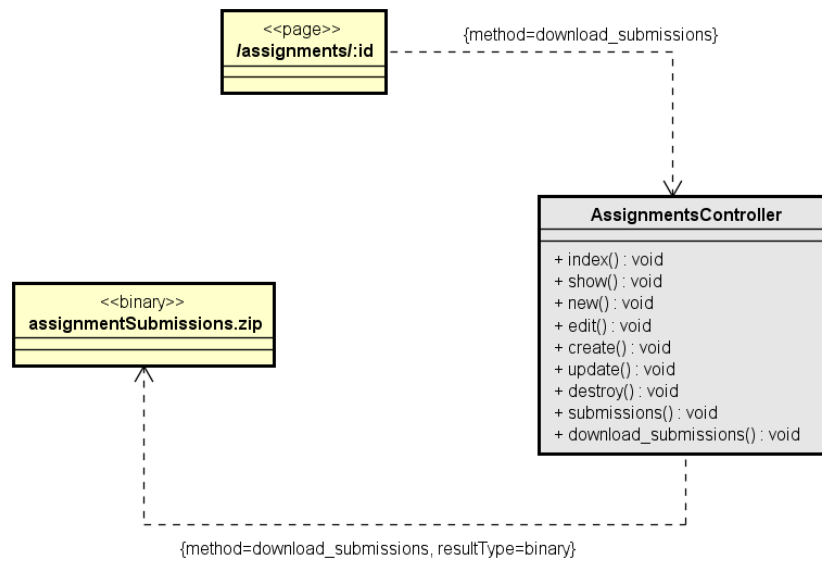 <<page>>
/assignments/:id
{method=download_submissions}
AssignmentsController
+ index() : void
+ show() : void
+ new() : void
+ edit() : void
+ create() : void
+ update() : void
+ destroy() : void
+ submissions() : void
+ download_submissions() : void
<<binary>>
assignmentSubmissions.zip
{method=download_submissions, resultType=binary}